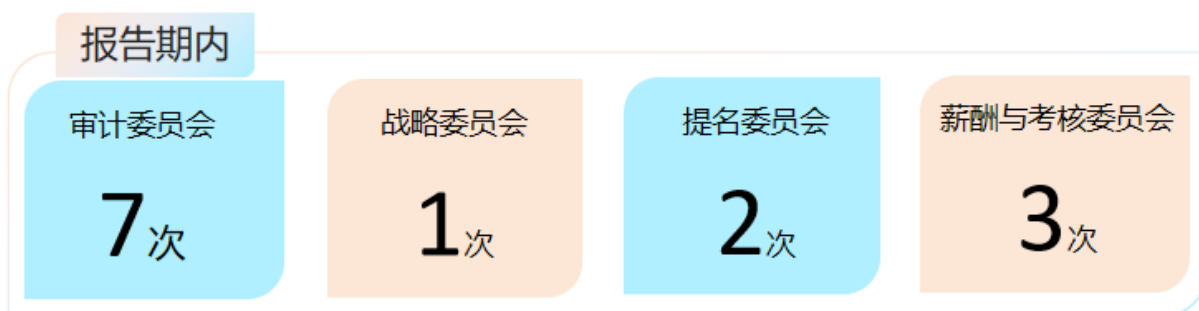 报告期内
审计委员会
战略委员会
提名委员会
薪酬与考核委员会
7次
1次
2次
3次